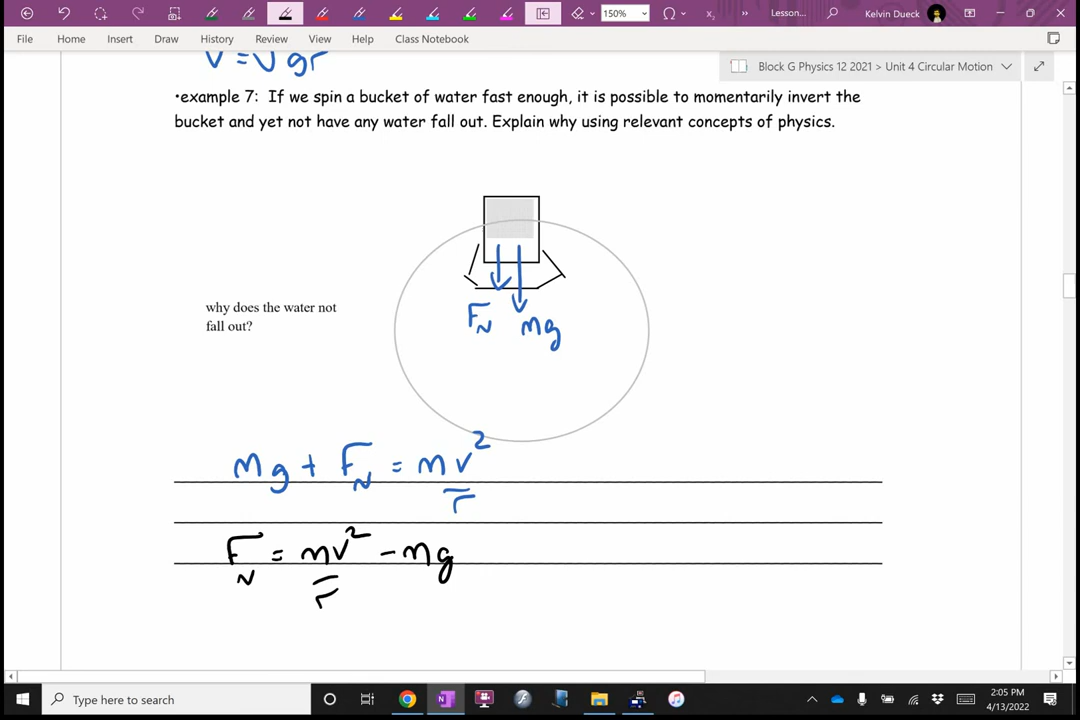 150%
Lesson...
Kelvin Dueck
File Home Insert Draw History Review View Help Class Notebook
Block G Physics 12 2021 > Unit 4 Circular Motion
v = √gr
•example 7: If we spin a bucket of water fast enough, it is possible to momentarily invert the
bucket and yet not have any water fall out. Explain why using relevant concepts of physics.
F_N mg
why does the water not
fall out?
mg + F_N = mv²/r
F_N = mv²/r - mg
Type here to search
2:05 PM
4/13/2022